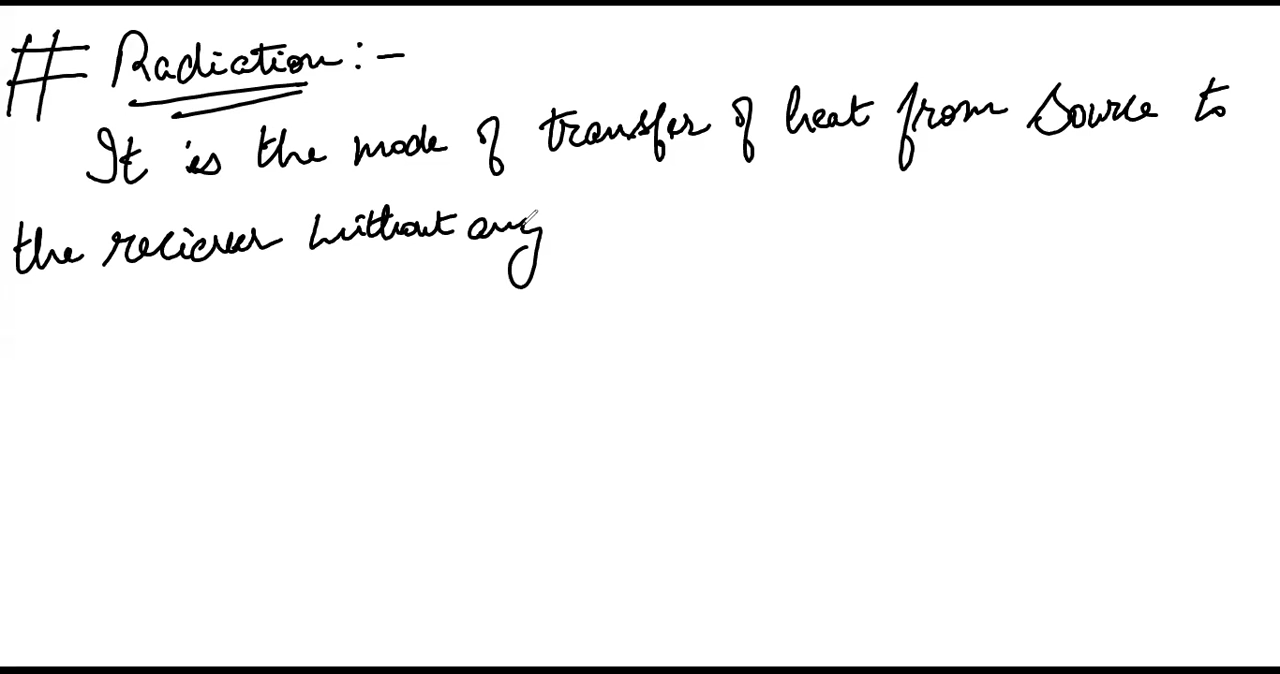 # Radiation :-
It is the mode of transfer of heat from source to
the reciever without any